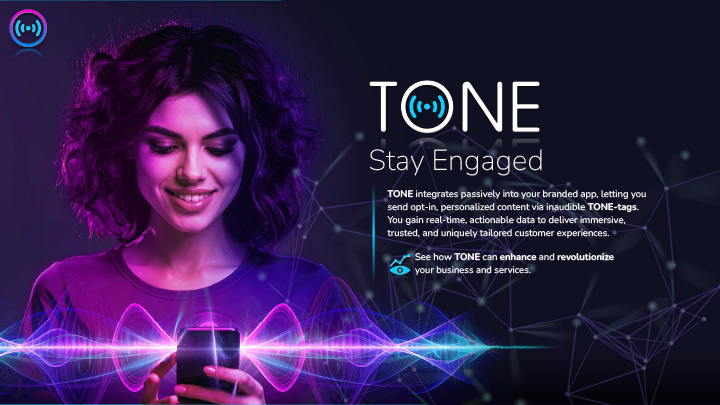 TONE
Stay Engaged
TONE integrates passively into your branded app, letting you
send opt-in, personalized content via inaudible TONE-tags.
You gain real-time, actionable data to deliver immersive,
trusted, and uniquely tailored customer experiences.
See how TONE can enhance and revolutionize
your business and services.